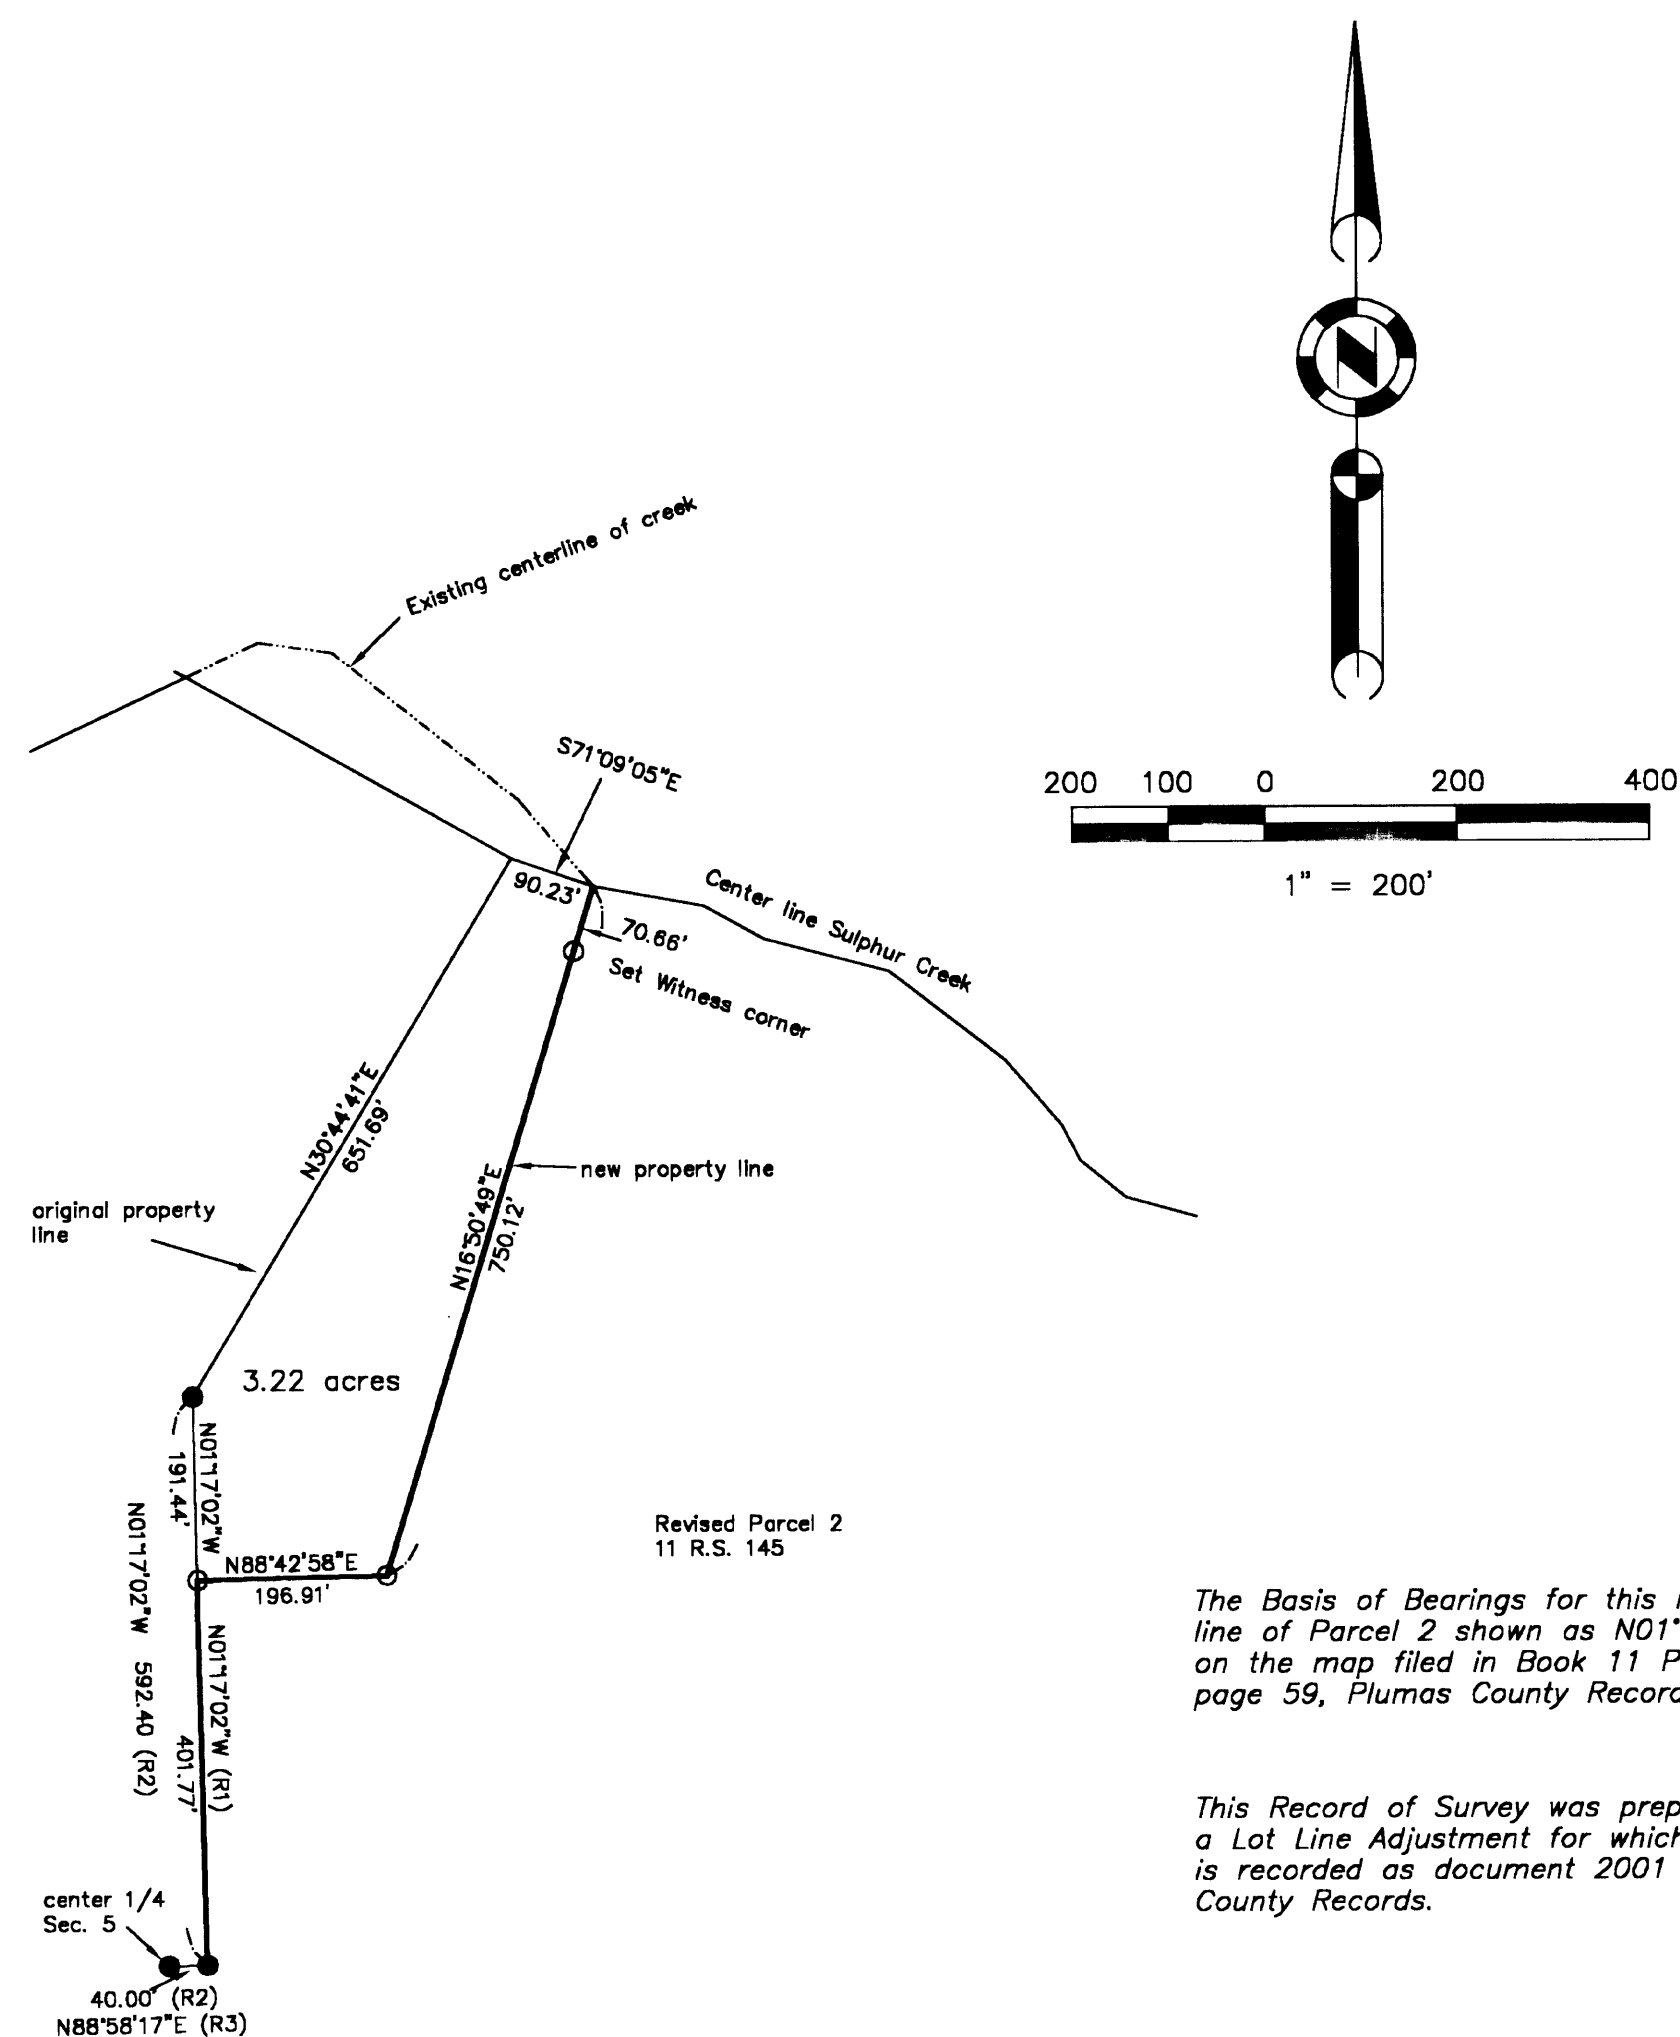 N
Existing centerline of creek
S71°09'05"E
200 100 0 200 400
1" = 200'
90.23'
Center line Sulphur Creek
70.66'
Set Witness corner
N30°44'41"E
651.69'
new property line
N16°50'49"E
750.12'
original property
line
3.22 acres
N01°17'02"W
191.44'
Revised Parcel 2
11 R.S. 145
N88°42'58"E
196.91'
N01°17'02"W 592.40 (R2)
N01°17'02"W (R1)
401.77'
The Basis of Bearings for this
line of Parcel 2 shown as N01°
on the map filed in Book 11 P
page 59, Plumas County Record
This Record of Survey was prep
a Lot Line Adjustment for which
is recorded as document 2001
County Records.
center 1/4
Sec. 5
40.00' (R2)
N88°58'17"E (R3)